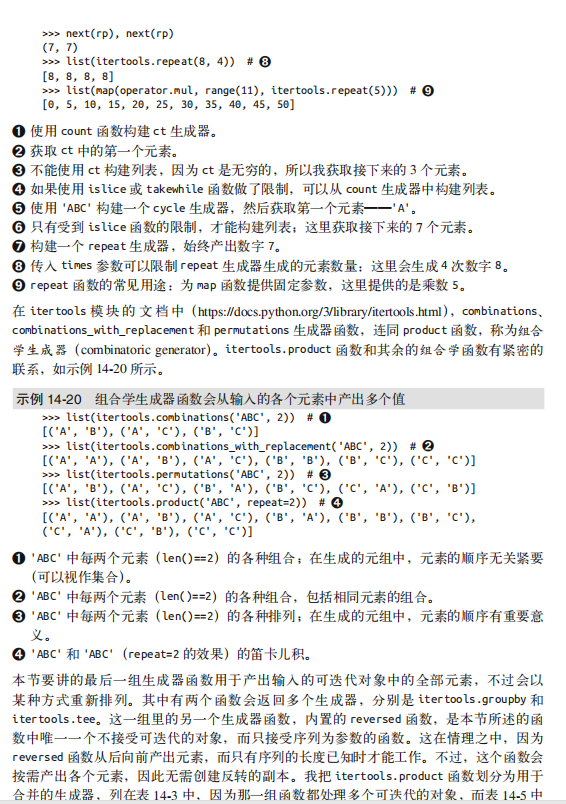 >>> next(rp), next(rp)
(7, 7)
>>> list(itertools.repeat(8, 4))  # ❽
[8, 8, 8, 8]
>>> list(map(operator.mul, range(11), itertools.repeat(5)))  # ❾
[0, 5, 10, 15, 20, 25, 30, 35, 40, 45, 50]
❶ 使用 count 函数构建 ct 生成器。
❷ 获取 ct 中的第一个元素。
❸ 不能使用 ct 构建列表，因为 ct 是无穷的，所以我获取接下来的 3 个元素。
❹ 如果使用 islice 或 takewhile 函数做了限制，可以从 count 生成器中构建列表。
❺ 使用 'ABC' 构建一个 cycle 生成器，然后获取第一个元素——'A'。
❻ 只有受到 islice 函数的限制，才能构建列表；这里获取接下来的 7 个元素。
❼ 构建一个 repeat 生成器，始终产出数字 7。
❽ 传入 times 参数可以限制 repeat 生成器生成的元素数量：这里会生成 4 次数字 8。
❾ repeat 函数的常见用途：为 map 函数提供固定参数，这里提供的是乘数 5。
在 itertools 模块的文档中（https://docs.python.org/3/library/itertools.html），combinations、
combinations_with_replacement 和 permutations 生成器函数，连同 product 函数，称为组合
学生成器（combinatoric generator）。itertools.product 函数和其余的组合学函数有紧密的
联系，如示例 14-20 所示。
示例 14-20 组合学生成器函数会从输入的各个元素中产出多个值
>>> list(itertools.combinations('ABC', 2))  # ❶
[('A', 'B'), ('A', 'C'), ('B', 'C')]
>>> list(itertools.combinations_with_replacement('ABC', 2))  # ❷
[('A', 'A'), ('A', 'B'), ('A', 'C'), ('B', 'B'), ('B', 'C'), ('C', 'C')]
>>> list(itertools.permutations('ABC', 2))  # ❸
[('A', 'B'), ('A', 'C'), ('B', 'A'), ('B', 'C'), ('C', 'A'), ('C', 'B')]
>>> list(itertools.product('ABC', repeat=2))  # ❹
[('A', 'A'), ('A', 'B'), ('A', 'C'), ('B', 'A'), ('B', 'B'), ('B', 'C'),
('C', 'A'), ('C', 'B'), ('C', 'C')]
❶ 'ABC' 中每两个元素（len()==2）的各种组合；在生成的元组中，元素的顺序无关紧要
（可以视作集合）。
❷ 'ABC' 中每两个元素（len()==2）的各种组合，包括相同元素的组合。
❸ 'ABC' 中每两个元素（len()==2）的各种排列；在生成的元组中，元素的顺序有重要意
义。
❹ 'ABC' 和 'ABC'（repeat=2 的效果）的笛卡儿积。
本节要讲的最后一组生成器函数用于产出输入的可迭代对象中的全部元素，不过会以
某种方式重新排列。其中有两个函数会返回多个生成器，分别是 itertools.groupby 和
itertools.tee。这一组里的另一个生成器函数，内置的 reversed 函数，是本节所述的函
数中唯一一个不接受可迭代的对象，而只接受序列为参数的函数。这在情理之中，因为
reversed 函数从后向前产出元素，而只有序列的长度已知时才能工作。不过，这个函数会
按需产出各个元素，因此无需创建反转的副本。我把 itertools.product 函数划分为用于
合并的生成器，列在表 14-3 中，因为那一组函数都处理多个可迭代的对象，而表 14-5 中